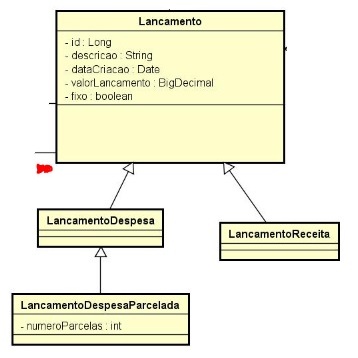 Lancamento
- id : Long
- descricao : String
- dataCriacao : Date
- valorLancamento : BigDecimal
- fixo : boolean
LancamentoDespesa
LancamentoReceita
LancamentoDespesaParcelada
- numeroParcelas : int